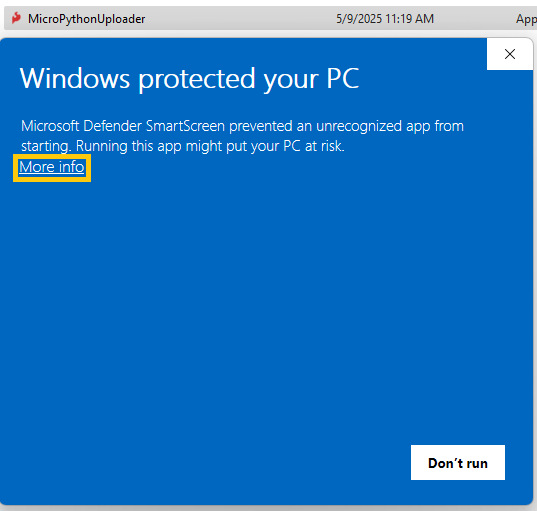 MicroPythonUploader 5/9/2025 11:19 AM App
Windows protected your PC
Microsoft Defender SmartScreen prevented an unrecognized app from
starting. Running this app might put your PC at risk.
More info
Don't run